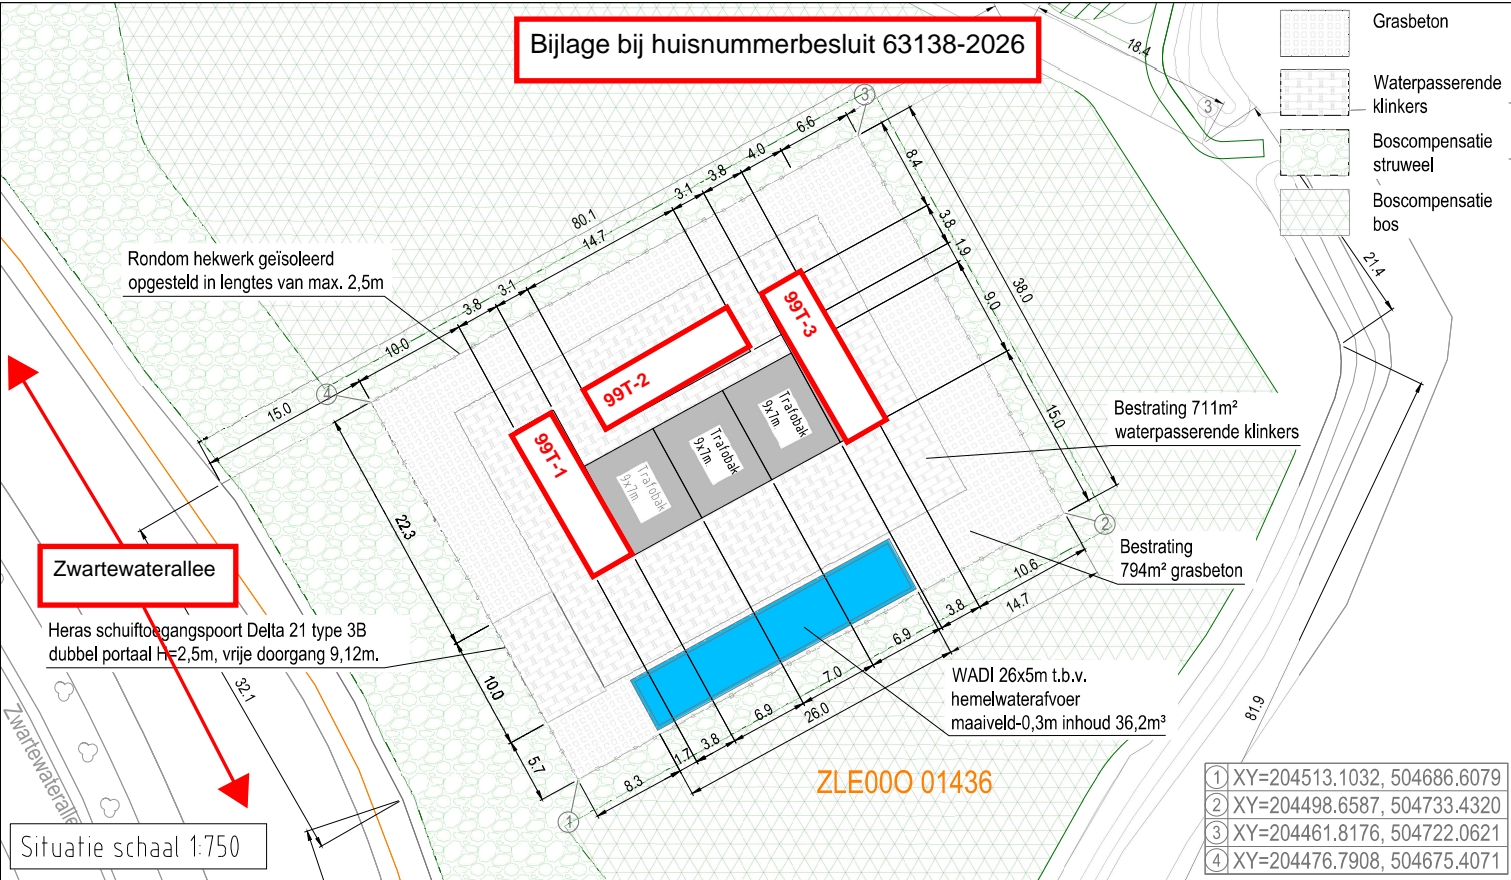 Bijlage bij huisnummerbesluit 63138-2026
Grasbeton
Waterpasserende
klinkers
Boscompensatie
struweel
Boscompensatie
bos
Rondom hekwerk geïsoleerd
opgesteld in lengtes van max. 2,5m
18.4
3
3
6.6
4.0
3.8
3.1
80.1
14.7
3.1
3.8
10.0
15.0
4
8.4
3.8
1.9
9.0
38.0
15.0
21.4
99T-1
99T-2
99T-3
Trafobak
9x7m
Trafobak
9x7m
Trafobak
9x7m
Bestrating 711m²
waterpasserende klinkers
2
Bestrating
794m² grasbeton
22.3
10.0
5.7
32.1
Zwartewaterallee
Heras schuiftoegangspoort Delta 21 type 3B
dubbel portaal H=2,5m, vrije doorgang 9,12m.
Zwartewaterallee
10.6
14.7
3.8
6.9
7.0
26.0
6.9
3.8
1.7
8.3
1
WADI 26x5m t.b.v.
hemelwaterafvoer
maaiveld-0,3m inhoud 36,2m³
81.9
ZLE00O 01436
Situatie schaal 1:750
1 XY=204513.1032, 504686.6079
2 XY=204498.6587, 504733.4320
3 XY=204461.8176, 504722.0621
4 XY=204476.7908, 504675.4071